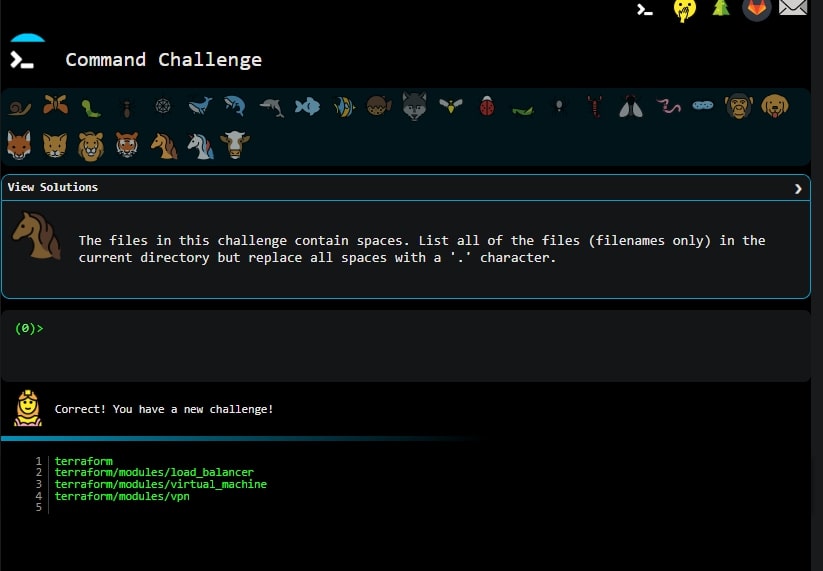 Command Challenge
View Solutions
The files in this challenge contain spaces. List all of the files (filenames only) in the
current directory but replace all spaces with a '.' character.
(0)>
Correct! You have a new challenge!
1 terraform
2 terraform/modules/load_balancer
3 terraform/modules/virtual_machine
4 terraform/modules/vpn
5